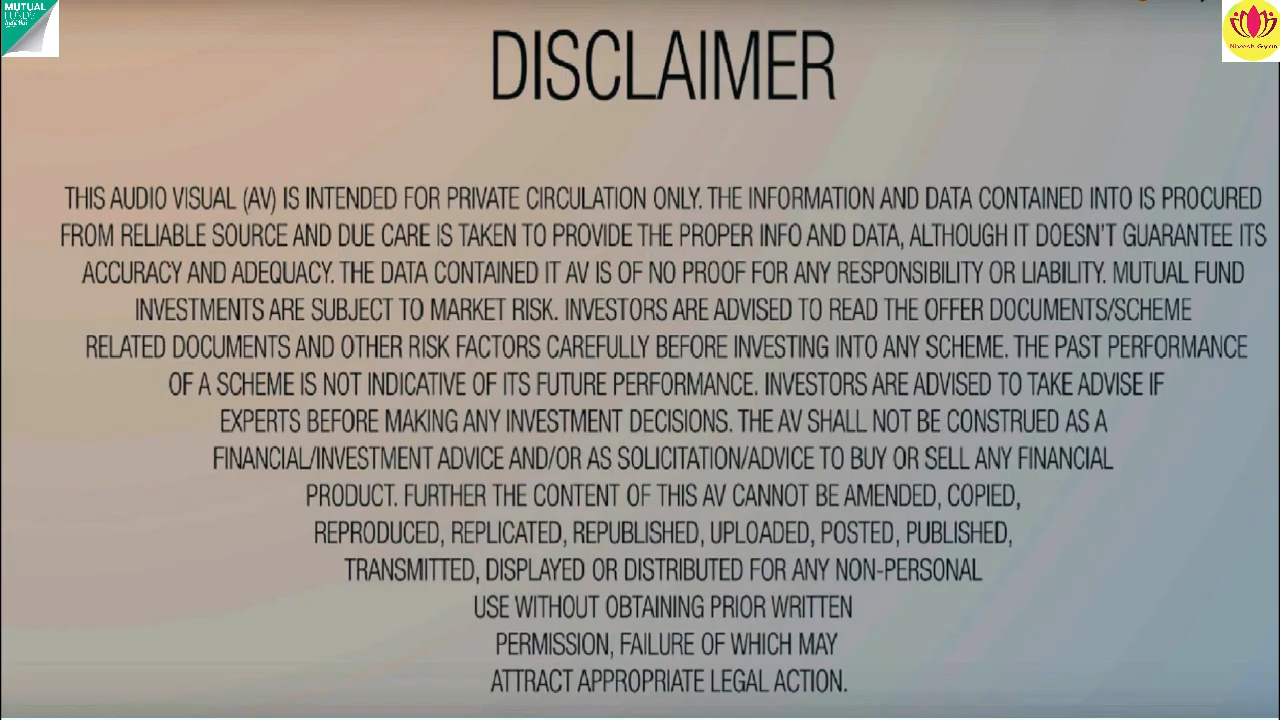 MUTUAL
FUNDS
Sahi Hai
Nivesh Gyan
DISCLAIMER
THIS AUDIO VISUAL (AV) IS INTENDED FOR PRIVATE CIRCULATION ONLY. THE INFORMATION AND DATA CONTAINED INTO IS PROCURED
FROM RELIABLE SOURCE AND DUE CARE IS TAKEN TO PROVIDE THE PROPER INFO AND DATA, ALTHOUGH IT DOESN'T GUARANTEE ITS
ACCURACY AND ADEQUACY. THE DATA CONTAINED IT AV IS OF NO PROOF FOR ANY RESPONSIBILITY OR LIABILITY. MUTUAL FUND
INVESTMENTS ARE SUBJECT TO MARKET RISK. INVESTORS ARE ADVISED TO READ THE OFFER DOCUMENTS/SCHEME
RELATED DOCUMENTS AND OTHER RISK FACTORS CAREFULLY BEFORE INVESTING INTO ANY SCHEME. THE PAST PERFORMANCE
OF A SCHEME IS NOT INDICATIVE OF ITS FUTURE PERFORMANCE. INVESTORS ARE ADVISED TO TAKE ADVISE IF
EXPERTS BEFORE MAKING ANY INVESTMENT DECISIONS. THE AV SHALL NOT BE CONSTRUED AS A
FINANCIAL/INVESTMENT ADVICE AND/OR AS SOLICITATION/ADVICE TO BUY OR SELL ANY FINANCIAL
PRODUCT. FURTHER THE CONTENT OF THIS AV CANNOT BE AMENDED, COPIED,
REPRODUCED, REPLICATED, REPUBLISHED, UPLOADED, POSTED, PUBLISHED,
TRANSMITTED, DISPLAYED OR DISTRIBUTED FOR ANY NON-PERSONAL
USE WITHOUT OBTAINING PRIOR WRITTEN
PERMISSION, FAILURE OF WHICH MAY
ATTRACT APPROPRIATE LEGAL ACTION.